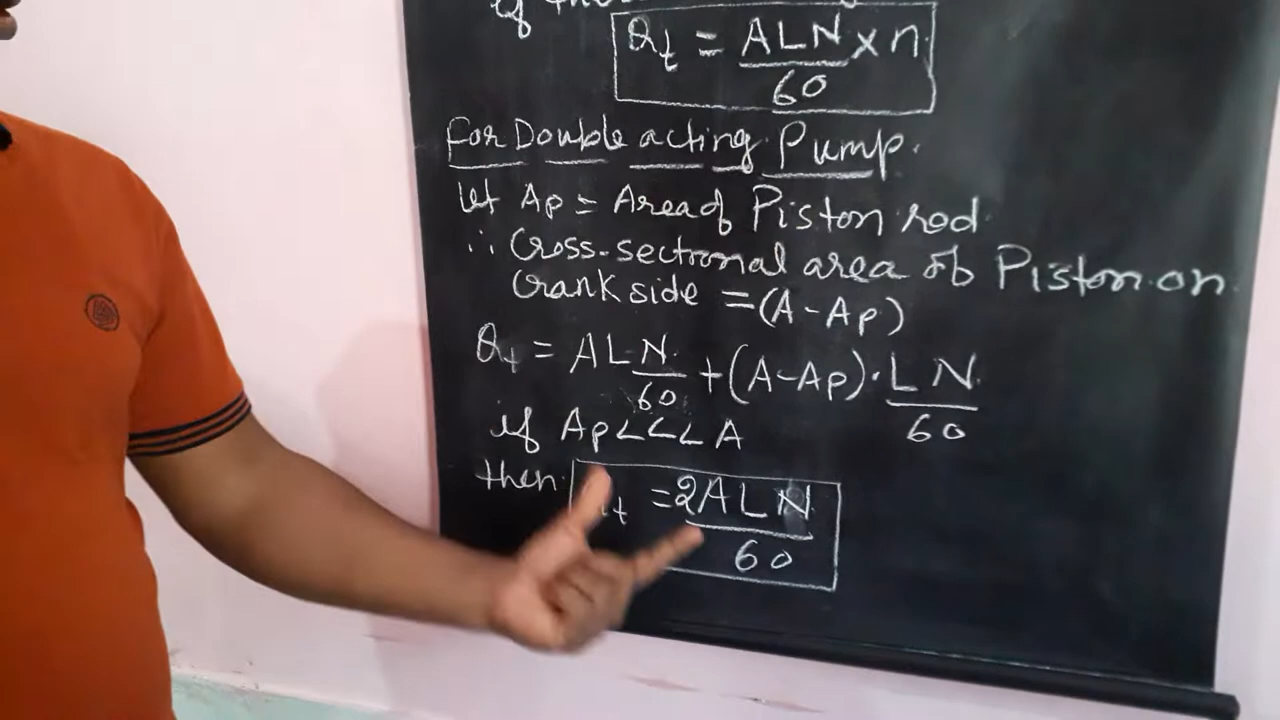 Qt = ALN/60 × n
For Double acting Pump.
let Ap = Area of Piston rod
∴ Cross-sectional area of Piston on
Crank side = (A - Ap)
Qt = ALN/60 + (A-Ap) · LN/60
if Ap <<< A
then t = 2ALN/60